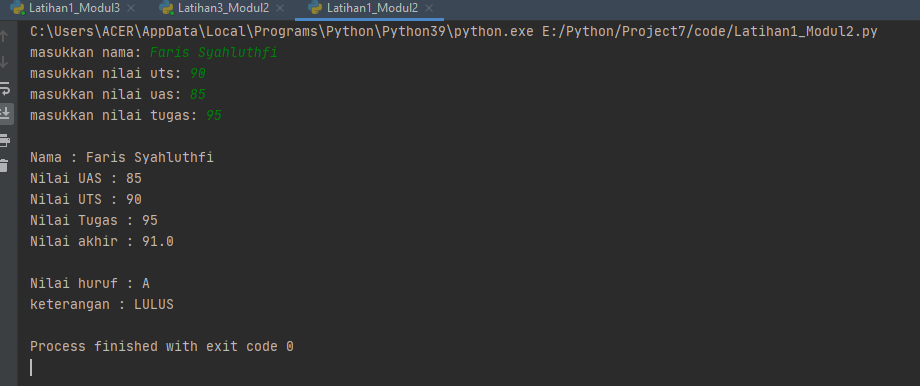 Latihan1_Modul3 Latihan3_Modul2 Latihan1_Modul2
C:\Users\ACER\AppData\Local\Programs\Python\Python39\python.exe E:/Python/Project7/code/Latihan1_Modul2.py
masukkan nama: Faris Syahluthfi
masukkan nilai uts: 90
masukkan nilai uas: 85
masukkan nilai tugas: 95
Nama : Faris Syahluthfi
Nilai UAS : 85
Nilai UTS : 90
Nilai Tugas : 95
Nilai akhir : 91.0
Nilai huruf : A
keterangan : LULUS
Process finished with exit code 0